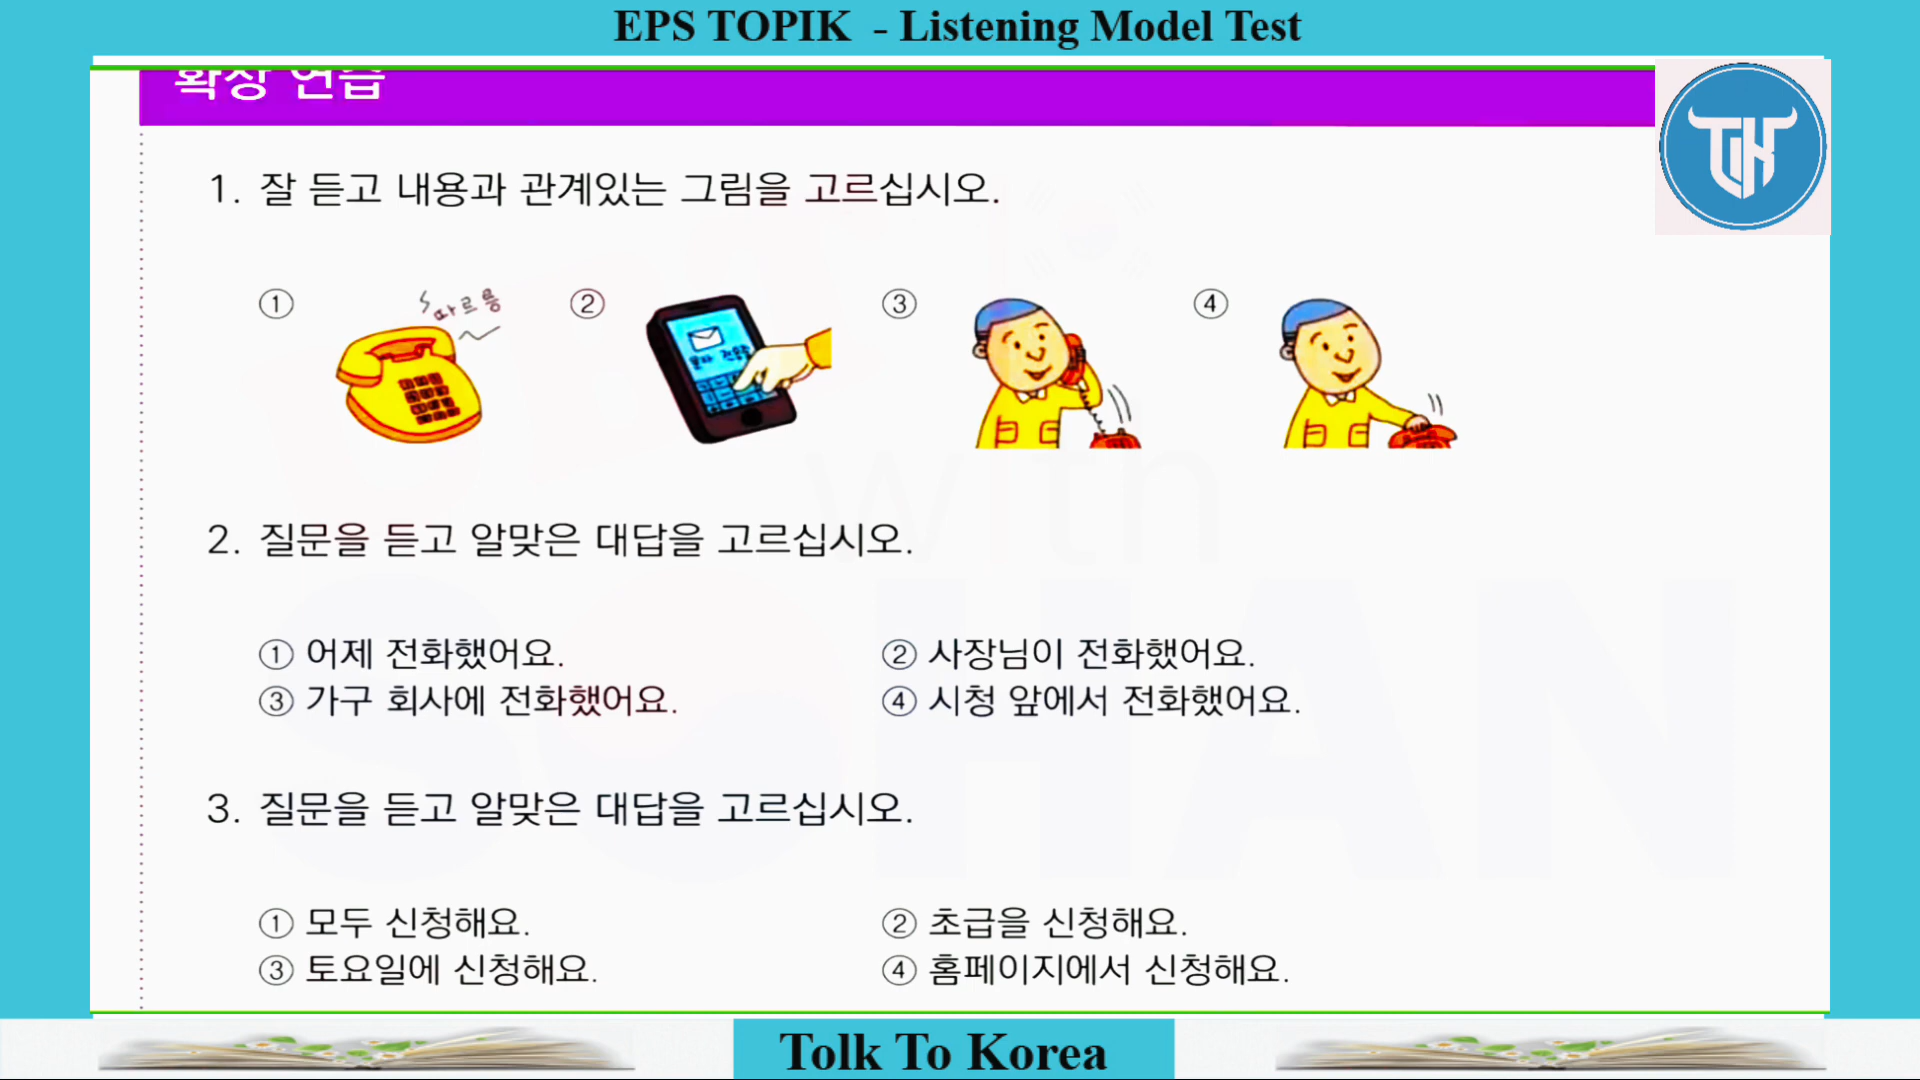 EPS TOPIK - Listening Model Test
확장 연습
1. 잘 듣고 내용과 관계있는 그림을 고르십시오.
① ② ③ ④
따르릉
2. 질문을 듣고 알맞은 대답을 고르십시오.
① 어제 전화했어요. ② 사장님이 전화했어요.
③ 가구 회사에 전화했어요. ④ 시청 앞에서 전화했어요.
3. 질문을 듣고 알맞은 대답을 고르십시오.
① 모두 신청해요. ② 초급을 신청해요.
③ 토요일에 신청해요. ④ 홈페이지에서 신청해요.
Tolk To Korea